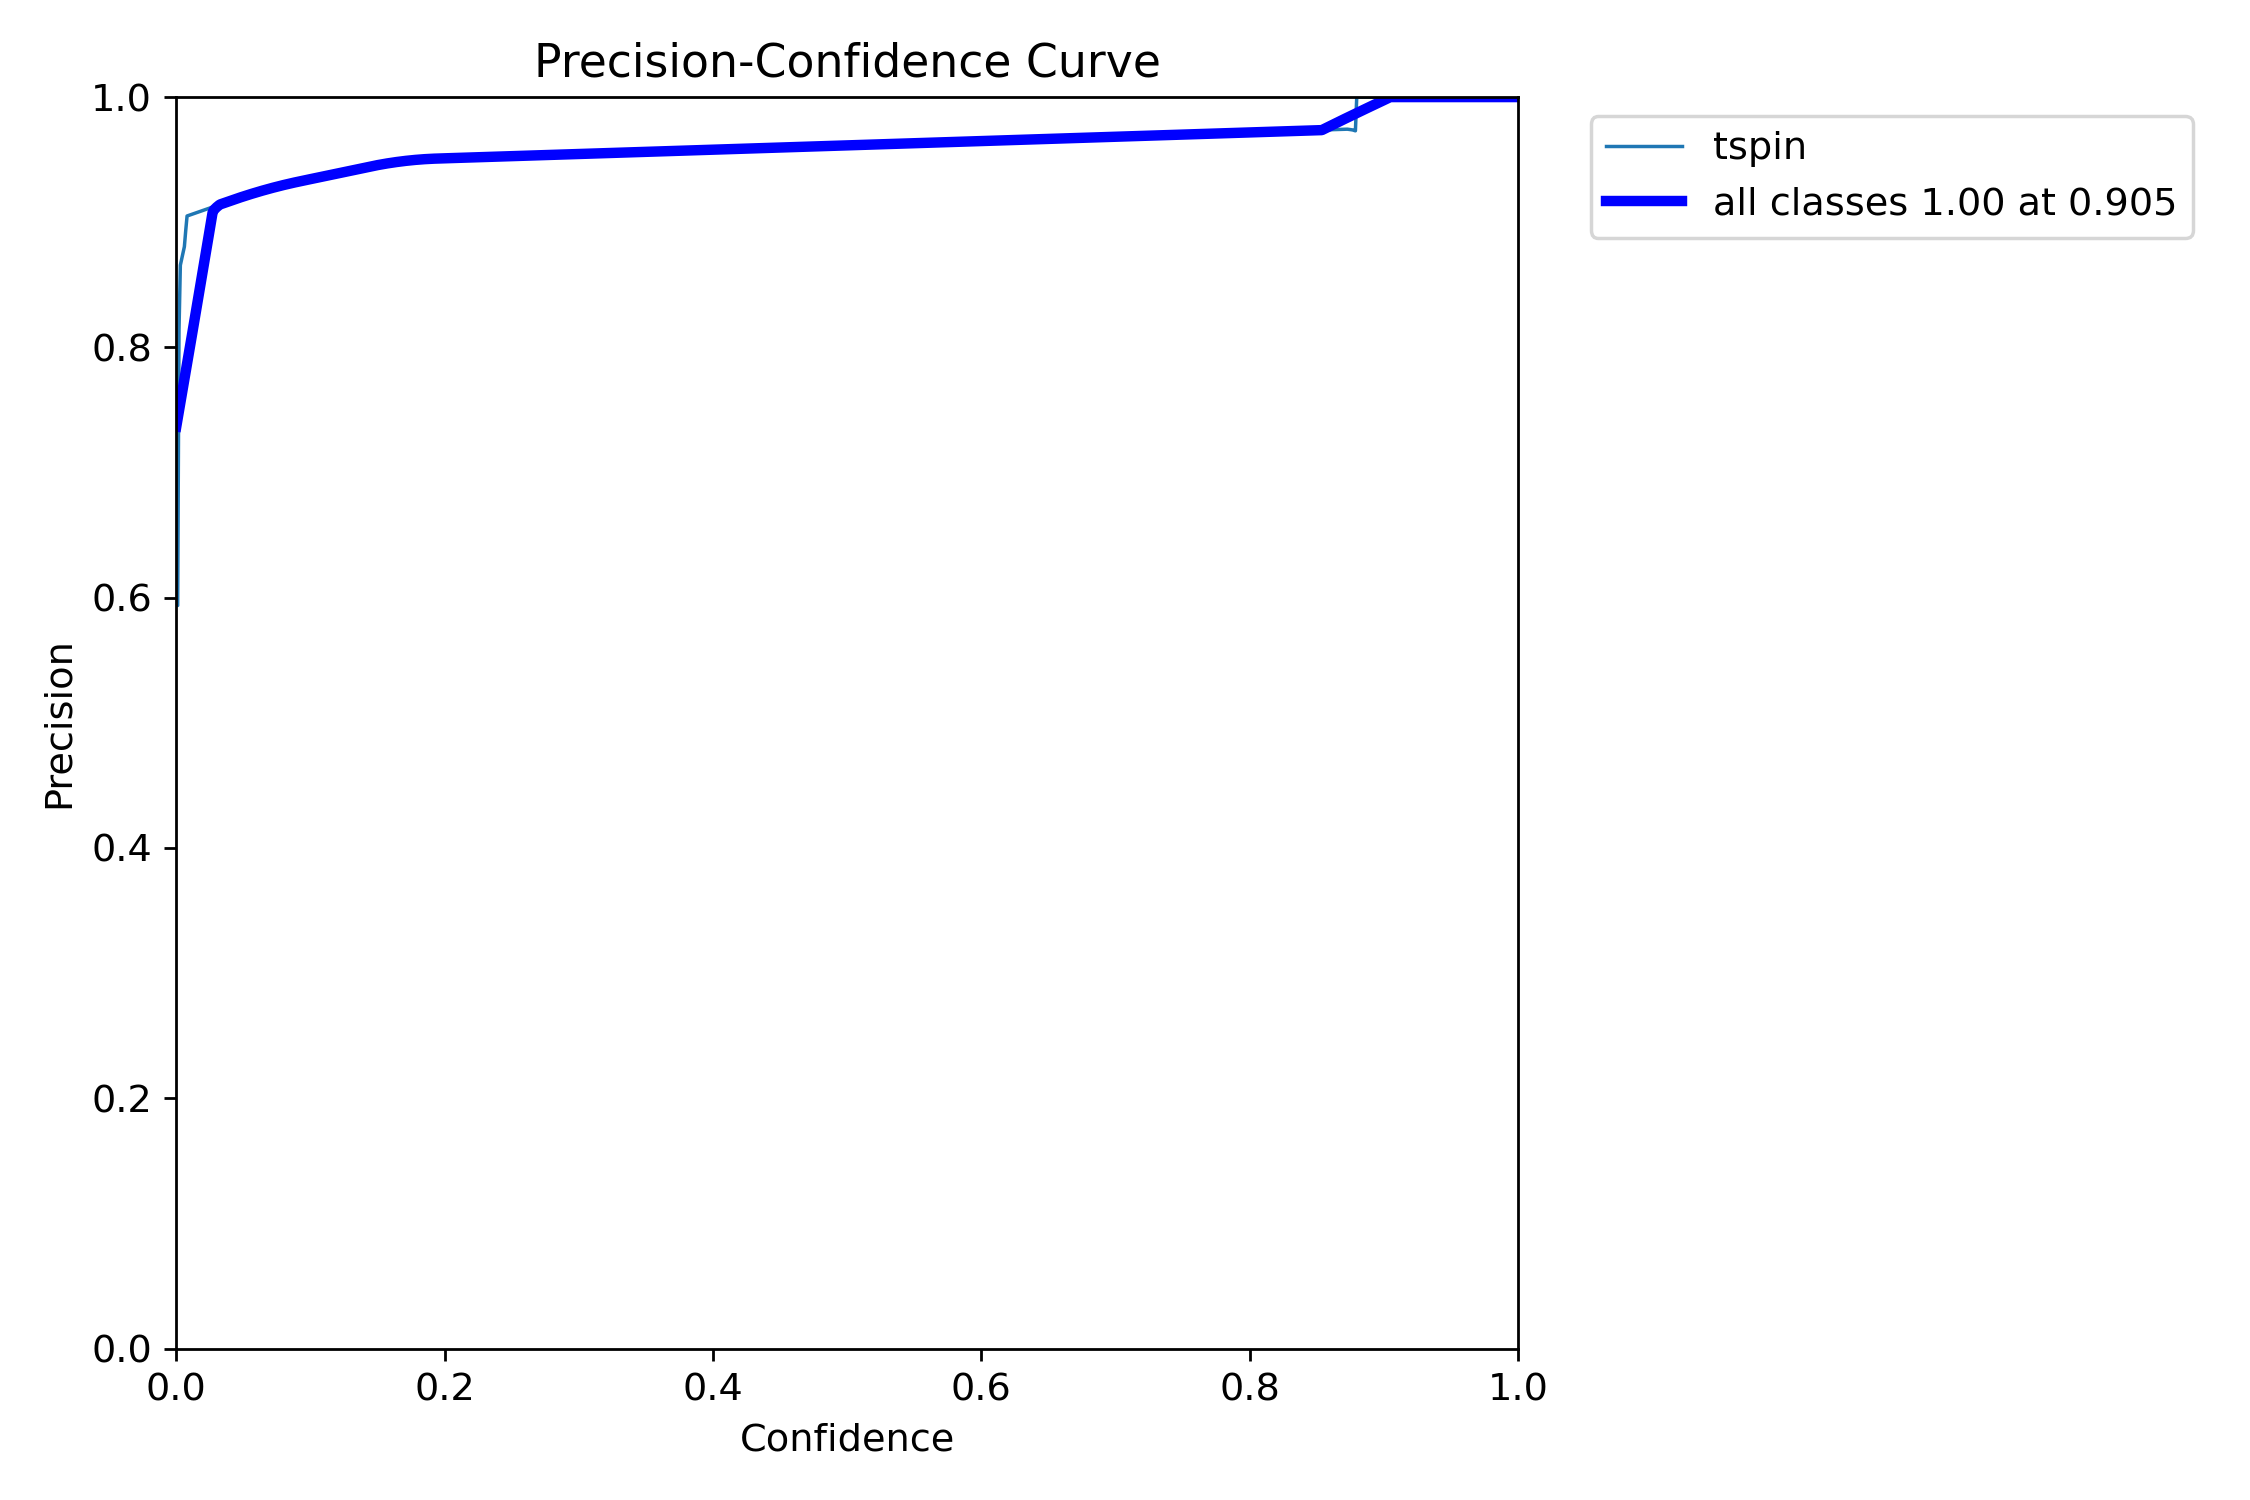 Precision-Confidence Curve
1.0
0.8
0.6
0.4
0.2
0.0
Precision
0.0 0.2 0.4 0.6 0.8 1.0
Confidence
tspin
all classes 1.00 at 0.905